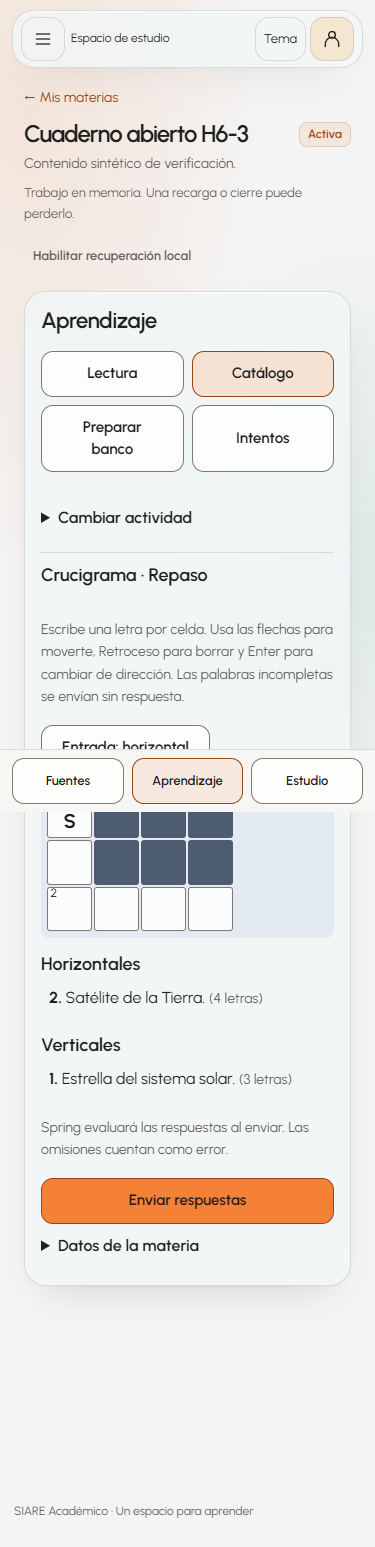 Espacio de estudio
Tema
← Mis materias
Cuaderno abierto H6-3
Activa
Contenido sintético de verificación.
Trabajo en memoria. Una recarga o cierre puede
perderlo.
Habilitar recuperación local
Aprendizaje
Lectura
Catálogo
Preparar
banco
Intentos
Cambiar actividad
Crucigrama · Repaso
Escribe una letra por celda. Usa las flechas para
moverte, Retroceso para borrar y Enter para
cambiar de dirección. Las palabras incompletas
se envían sin respuesta.
Entrada: horizontal
Fuentes
Aprendizaje
Estudio
S
2
Horizontales
2. Satélite de la Tierra. (4 letras)
Verticales
1. Estrella del sistema solar. (3 letras)
Spring evaluará las respuestas al enviar. Las
omisiones cuentan como error.
Enviar respuestas
Datos de la materia
SIARE Académico · Un espacio para aprender